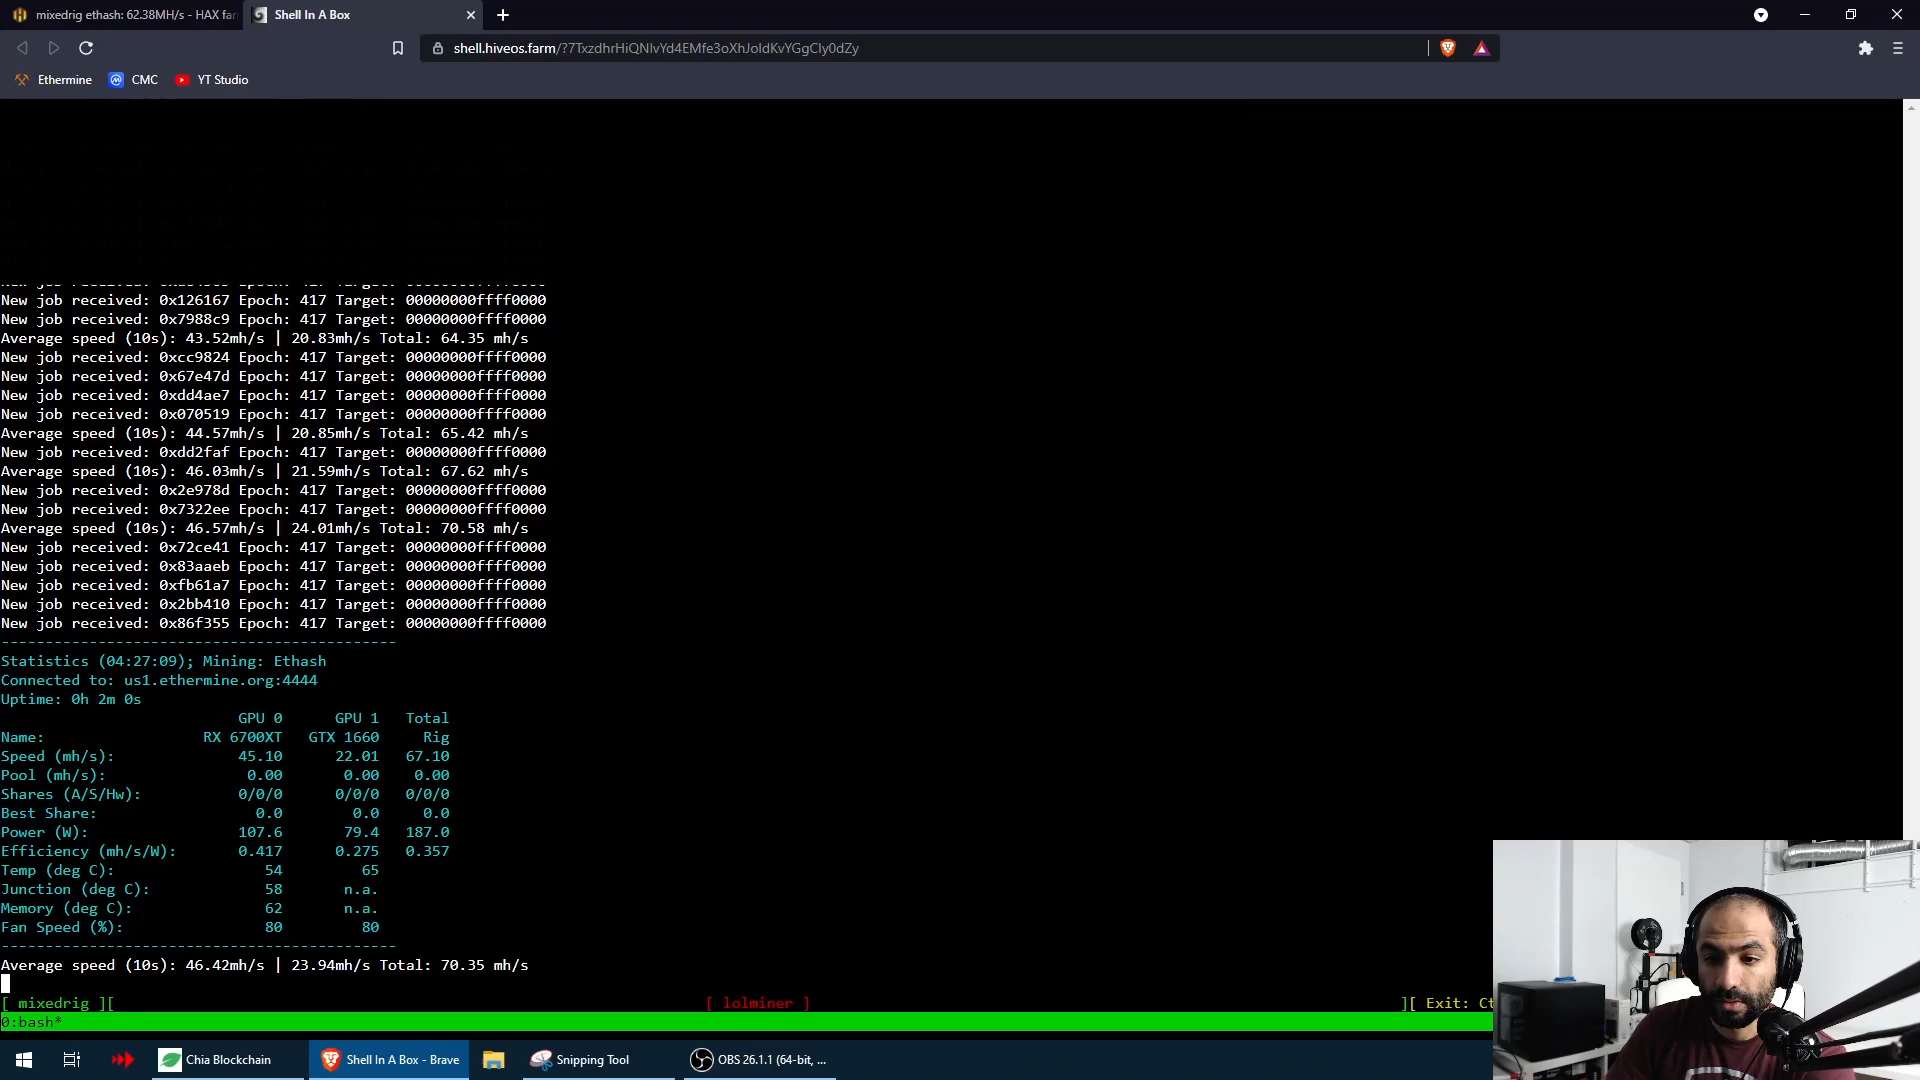 mixedrig ethash: 62.38MH/s - HAX far
Shell In A Box
shell.hiveos.farm/?7TxzdhrHiQNlvYd4EMfe3oXhJoldKvYGgCly0dZy
Ethermine
CMC
YT Studio
New job received: 0x126167 Epoch: 417 Target: 00000000ffff0000
New job received: 0x7988c9 Epoch: 417 Target: 00000000ffff0000
Average speed (10s): 43.52mh/s | 20.83mh/s Total: 64.35 mh/s
New job received: 0xcc9824 Epoch: 417 Target: 00000000ffff0000
New job received: 0x67e47d Epoch: 417 Target: 00000000ffff0000
New job received: 0xdd4ae7 Epoch: 417 Target: 00000000ffff0000
New job received: 0x070519 Epoch: 417 Target: 00000000ffff0000
Average speed (10s): 44.57mh/s | 20.85mh/s Total: 65.42 mh/s
New job received: 0xdd2faf Epoch: 417 Target: 00000000ffff0000
Average speed (10s): 46.03mh/s | 21.59mh/s Total: 67.62 mh/s
New job received: 0x2e978d Epoch: 417 Target: 00000000ffff0000
New job received: 0x7322ee Epoch: 417 Target: 00000000ffff0000
Average speed (10s): 46.57mh/s | 24.01mh/s Total: 70.58 mh/s
New job received: 0x72ce41 Epoch: 417 Target: 00000000ffff0000
New job received: 0x83aaeb Epoch: 417 Target: 00000000ffff0000
New job received: 0xfb61a7 Epoch: 417 Target: 00000000ffff0000
New job received: 0x2bb410 Epoch: 417 Target: 00000000ffff0000
New job received: 0x86f355 Epoch: 417 Target: 00000000ffff0000
Statistics (04:27:09); Mining: Ethash
Connected to: us1.ethermine.org:4444
Uptime: 0h 2m 0s
GPU 0 GPU 1 Total
Name: RX 6700XT GTX 1660 Rig
Speed (mh/s): 45.10 22.01 67.10
Pool (mh/s): 0.00 0.00 0.00
Shares (A/S/Hw): 0/0/0 0/0/0 0/0/0
Best Share: 0.0 0.0 0.0
Power (W): 107.6 79.4 187.0
Efficiency (mh/s/W): 0.417 0.275 0.357
Temp (deg C): 54 65
Junction (deg C): 58 n.a.
Memory (deg C): 62 n.a.
Fan Speed (%): 80 80
Average speed (10s): 46.42mh/s | 23.94mh/s Total: 70.35 mh/s
[ mixedrig ][ [ lolminer ] ][ Exit: Ct
0:bash*
Chia Blockchain
Shell In A Box - Brave
Snipping Tool
OBS 26.1.1 (64-bit, ...